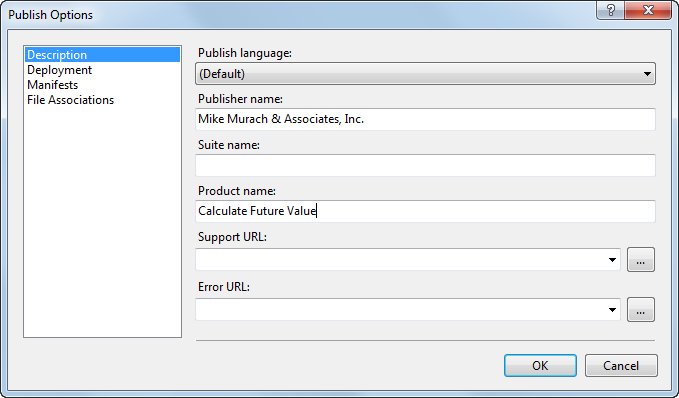 Publish Options
?
Description
Deployment
Manifests
File Associations
Publish language:
(Default)
Publisher name:
Mike Murach & Associates, Inc.
Suite name:
Product name:
Calculate Future Value
Support URL:
...
Error URL:
...
OK
Cancel